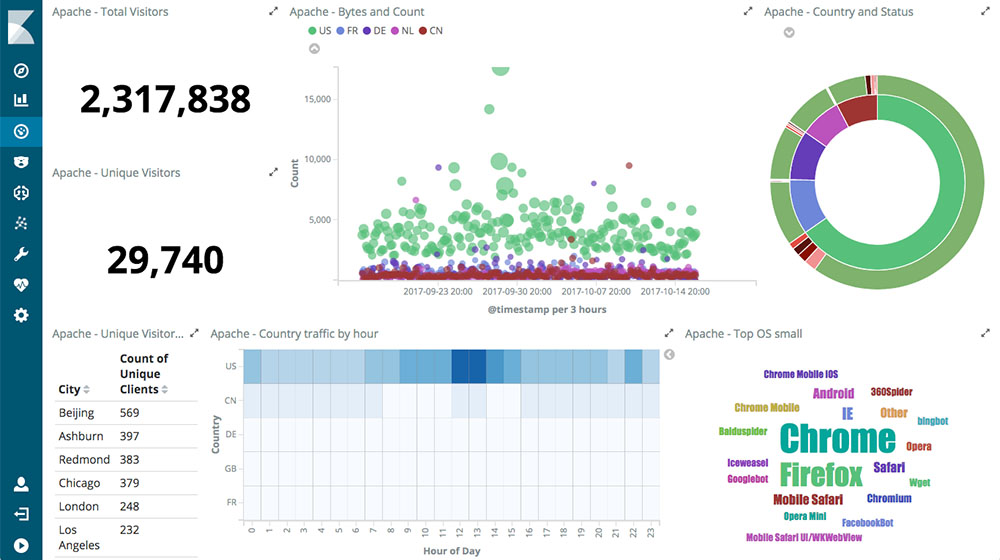 Apache - Total Visitors
2,317,838
Apache - Unique Visitors
29,740
Apache - Bytes and Count
US FR DE NL CN
Count
15,000
10,000
5,000
2017-09-23 20:00 2017-09-30 20:00 2017-10-07 20:00 2017-10-14 20:00
@timestamp per 3 hours
Apache - Country and Status
Apache - Unique Visitor...
City
Count of
Unique
Clients
Beijing 569
Ashburn 397
Redmond 383
Chicago 379
London 248
Los
Angeles
232
Apache - Country traffic by hour
Country
US
CN
DE
GB
FR
0 1 2 3 4 5 6 7 8 9 10 11 12 13 14 15 16 17 18 19 20 21 22 23
Hour of Day
Apache - Top OS small
Chrome Mobile iOS
Android
360Spider
Chrome Mobile
IE
Other
bingbot
Baiduspider
Chrome
Opera
Iceweasel
Safari
Googlebot
Firefox
Wget
Mobile Safari
Chromium
Opera Mini
FacebookBot
Mobile Safari UI/WKWebView